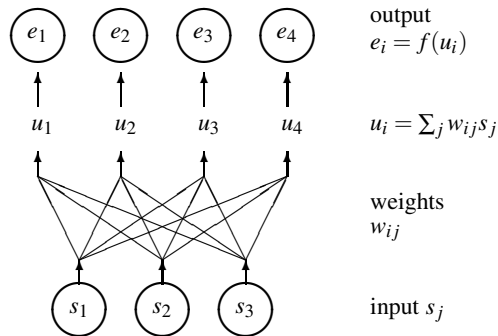 output
e₁ e₂ e₃ e₄ eᵢ = f(uᵢ)
u₁ u₂ u₃ u₄ uᵢ = ∑ⱼ wᵢⱼsⱼ
weights
wᵢⱼ
s₁ s₂ s₃ input sⱼ